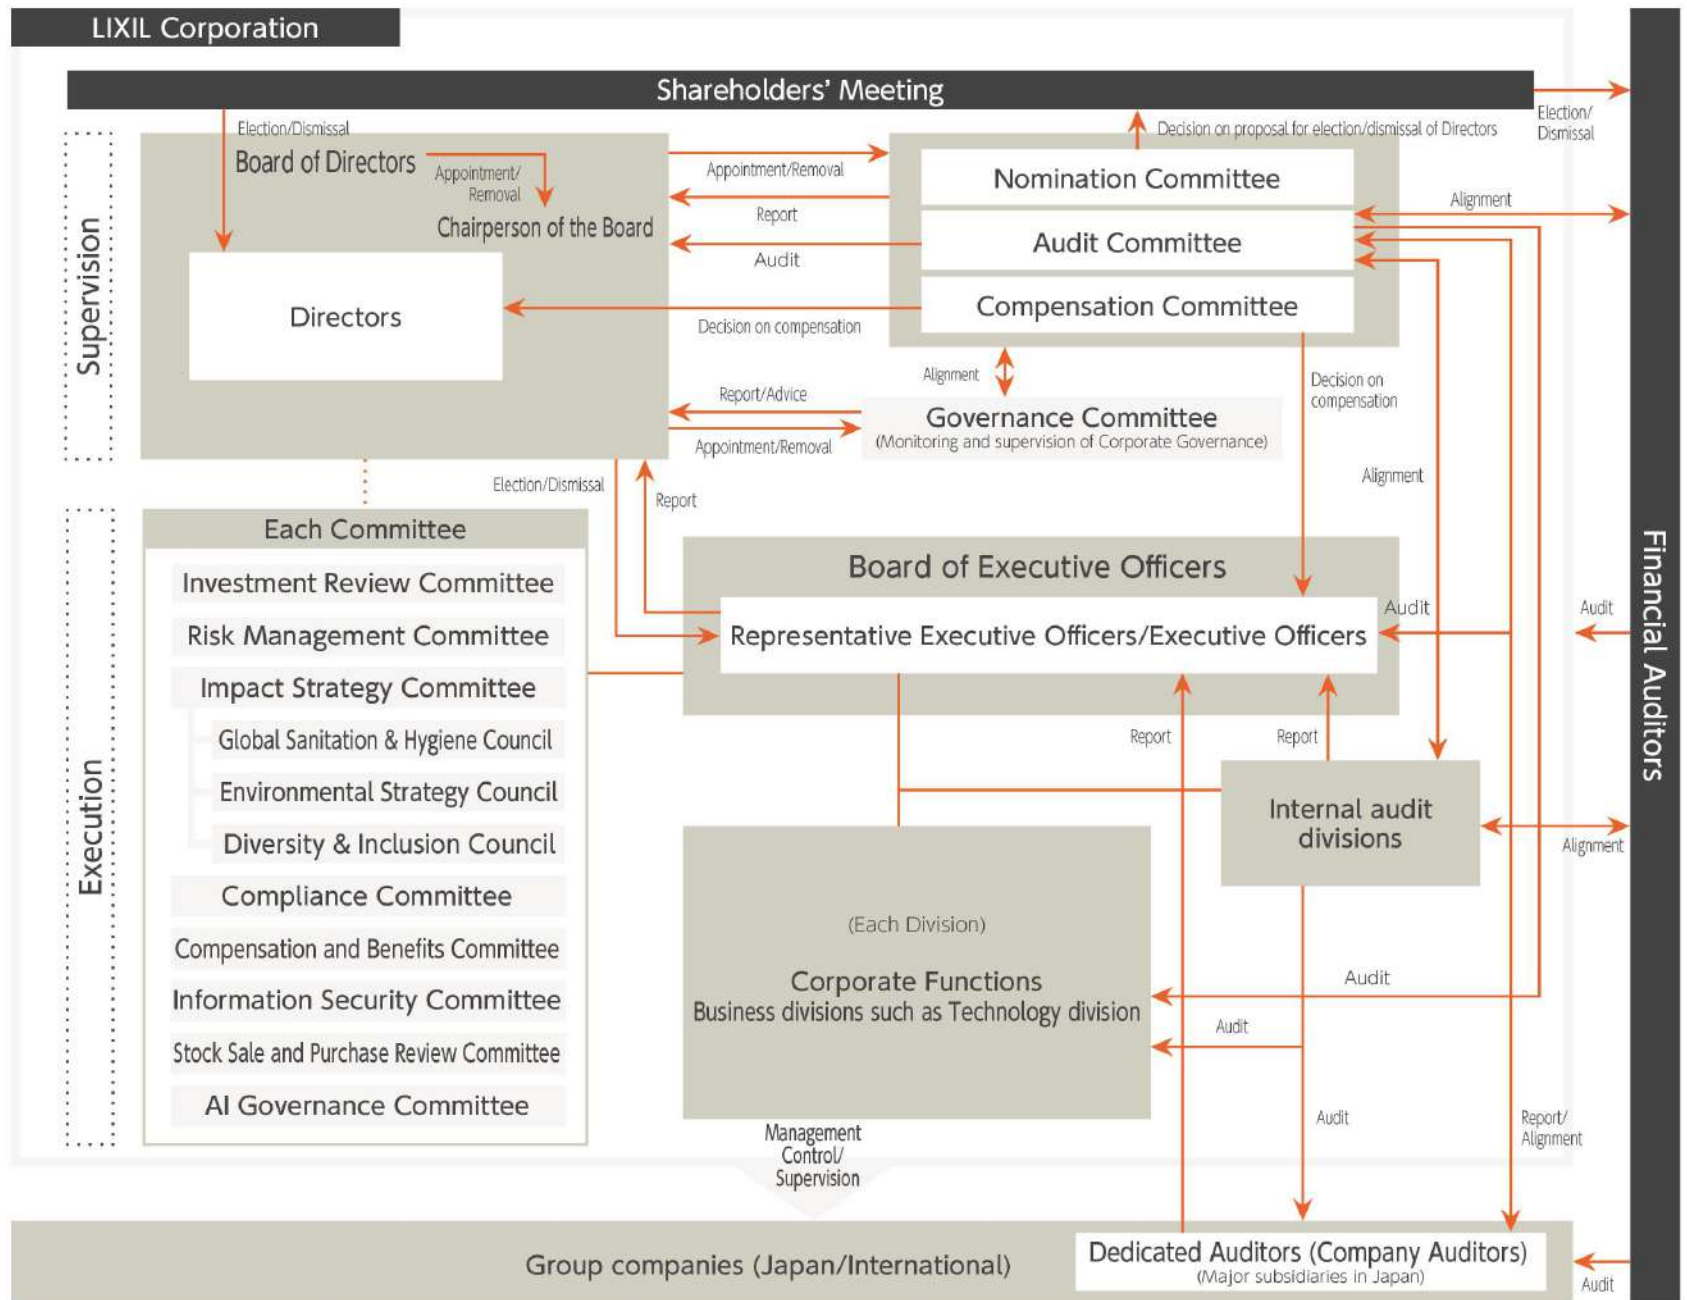 LIXIL Corporation
Shareholders' Meeting
Election/
Dismissal
Election/Dismissal
Decision on proposal for election/dismissal of Directors
Supervision
Board of Directors
Appointment/
Removal
Chairperson of the Board
Directors
Appointment/Removal
Report
Audit
Decision on compensation
Nomination Committee
Audit Committee
Compensation Committee
Alignment
Alignment
Report/Advice
Appointment/Removal
Governance Committee
(Monitoring and supervision of Corporate Governance)
Decision on
compensation
Alignment
Election/Dismissal
Report
Financial Auditors
Execution
Each Committee
Investment Review Committee
Risk Management Committee
Impact Strategy Committee
Global Sanitation & Hygiene Council
Environmental Strategy Council
Diversity & Inclusion Council
Compliance Committee
Compensation and Benefits Committee
Information Security Committee
Stock Sale and Purchase Review Committee
AI Governance Committee
Board of Executive Officers
Representative Executive Officers/Executive Officers
Audit
Audit
Report
Report
Internal audit
divisions
Alignment
(Each Division)
Corporate Functions
Business divisions such as Technology division
Audit
Audit
Audit
Report/
Alignment
Management
Control/
Supervision
Group companies (Japan/International)
Dedicated Auditors (Company Auditors)
(Major subsidiaries in Japan)
Audit